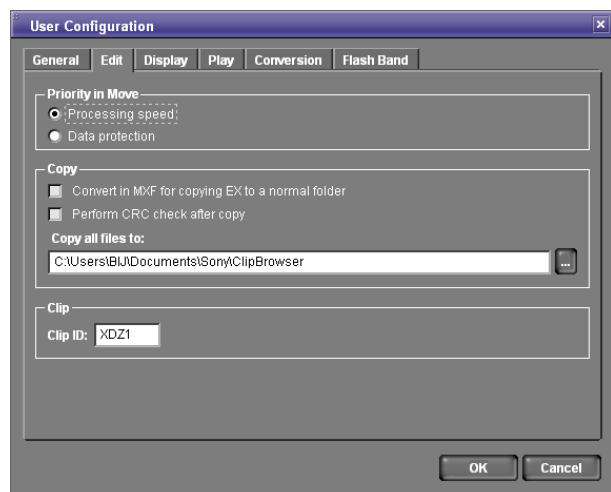 User Configuration
General Edit Display Play Conversion Flash Band
Priority in Move
Processing speed
Data protection
Copy
Convert in MXF for copying EX to a normal folder
Perform CRC check after copy
Copy all files to:
C:\Users\BIJ\Documents\Sony\ClipBrowser ...
Clip
Clip ID: XDZ1
OK Cancel